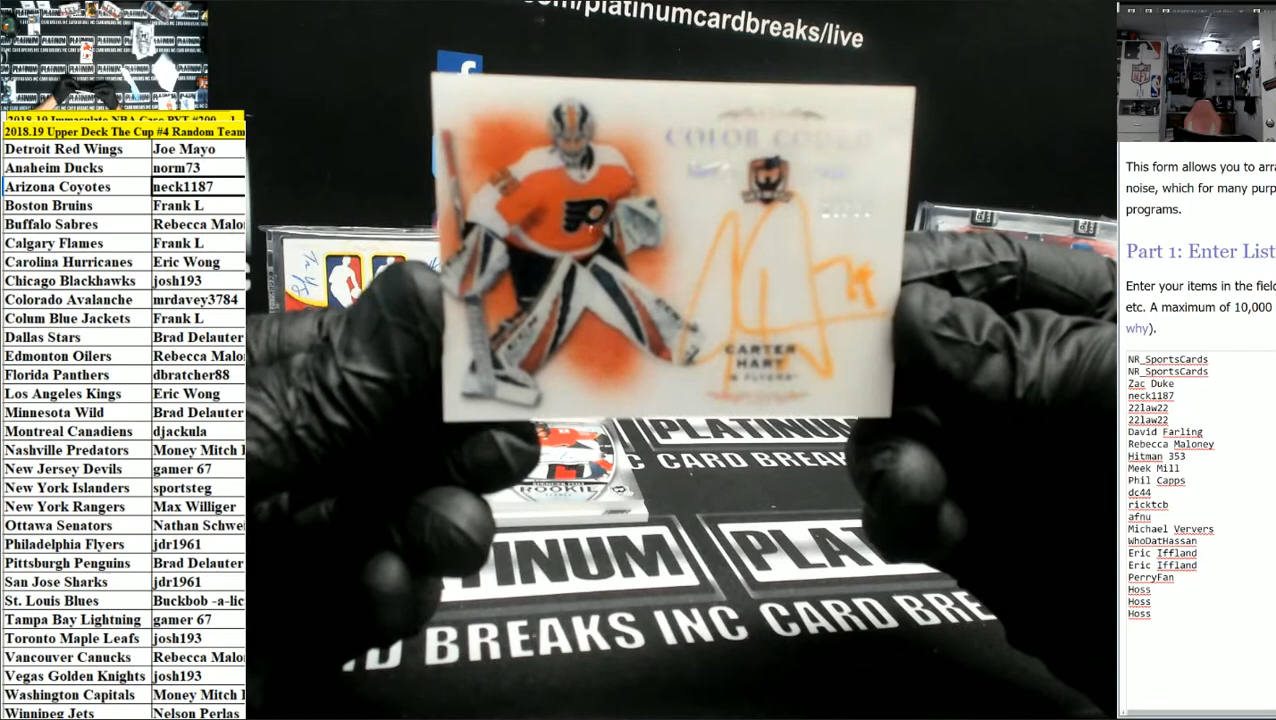 com/platinumcardbreaks/live
2018.19 Upper Deck The Cup #4 Random Team
Detroit Red Wings Joe Mayo
Anaheim Ducks norm73
Arizona Coyotes neck1187
Boston Bruins Frank L
Buffalo Sabres Rebecca Malo
Calgary Flames Frank L
Carolina Hurricanes Eric Wong
Chicago Blackhawks josh193
Colorado Avalanche mrdavey3784
Colum Blue Jackets Frank L
Dallas Stars Brad Delauter
Edmonton Oilers Rebecca Malo
Florida Panthers dbratcher88
Los Angeles Kings Eric Wong
Minnesota Wild Brad Delauter
Montreal Canadiens djackula
Nashville Predators Money Mitch
New Jersey Devils gamer 67
New York Islanders sportsteg
New York Rangers Max Williger
Ottawa Senators Nathan Schwe
Philadelphia Flyers jdr1961
Pittsburgh Penguins Brad Delauter
San Jose Sharks jdr1961
St. Louis Blues Buckbob -a-lic
Tampa Bay Lightning gamer 67
Toronto Maple Leafs josh193
Vancouver Canucks Rebecca Malo
Vegas Golden Knights josh193
Washington Capitals Money Mitch
Winnipeg Jets Nelson Perlas
COLOR
CARTER
HART
FLYERS
ROOKIE
PLATINUM
CARD BREAKS
TINUM PLAT
BREAKS INC CARD BRE
This form allows you to arr
noise, which for many purp
programs.
Part 1: Enter List
Enter your items in the field
etc. A maximum of 10,000
why).
NR_SportsCards
NR_SportsCards
Zac Duke
neck1187
22law22
22law22
David Farling
Rebecca Maloney
Hitman 353
Meek Mill
Phil Capps
dc44
ricktcb
afnu
Michael Ververs
WhoDatHassan
Eric Iffland
Eric Iffland
PerryFan
Hoss
Hoss
Hoss